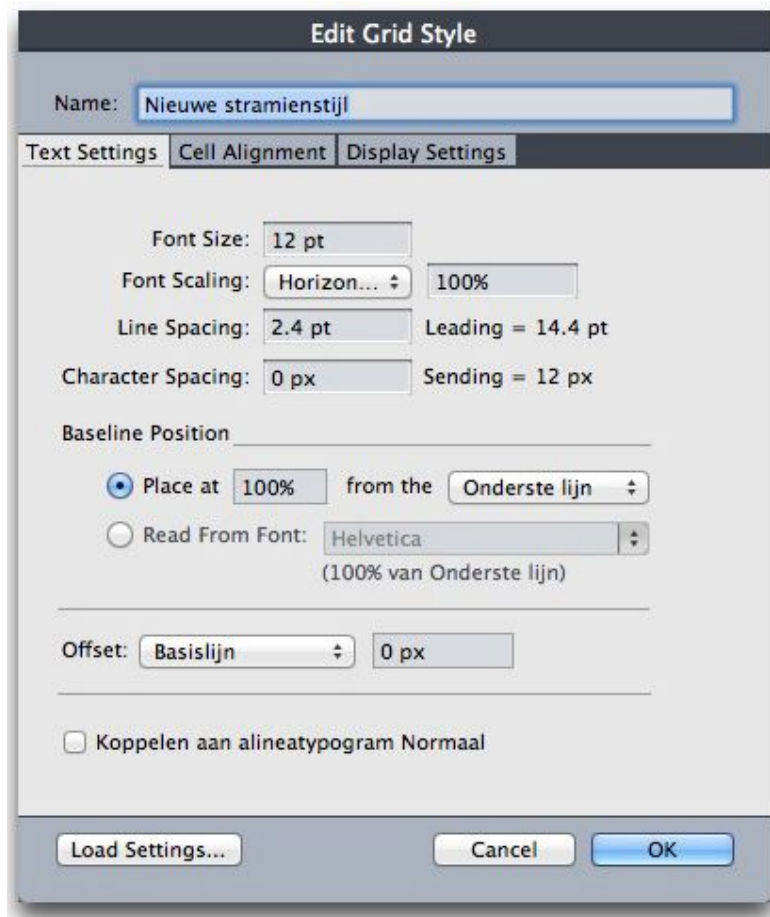 Edit Grid Style
Name: Nieuwe stramienstijl
Text Settings Cell Alignment Display Settings
Font Size: 12 pt
Font Scaling: Horizon... 100%
Line Spacing: 2.4 pt Leading = 14.4 pt
Character Spacing: 0 px Sending = 12 px
Baseline Position
Place at 100% from the Onderste lijn
Read From Font: Helvetica
(100% van Onderste lijn)
Offset: Basislijn 0 px
Koppelen aan alineatypogram Normaal
Load Settings... Cancel OK